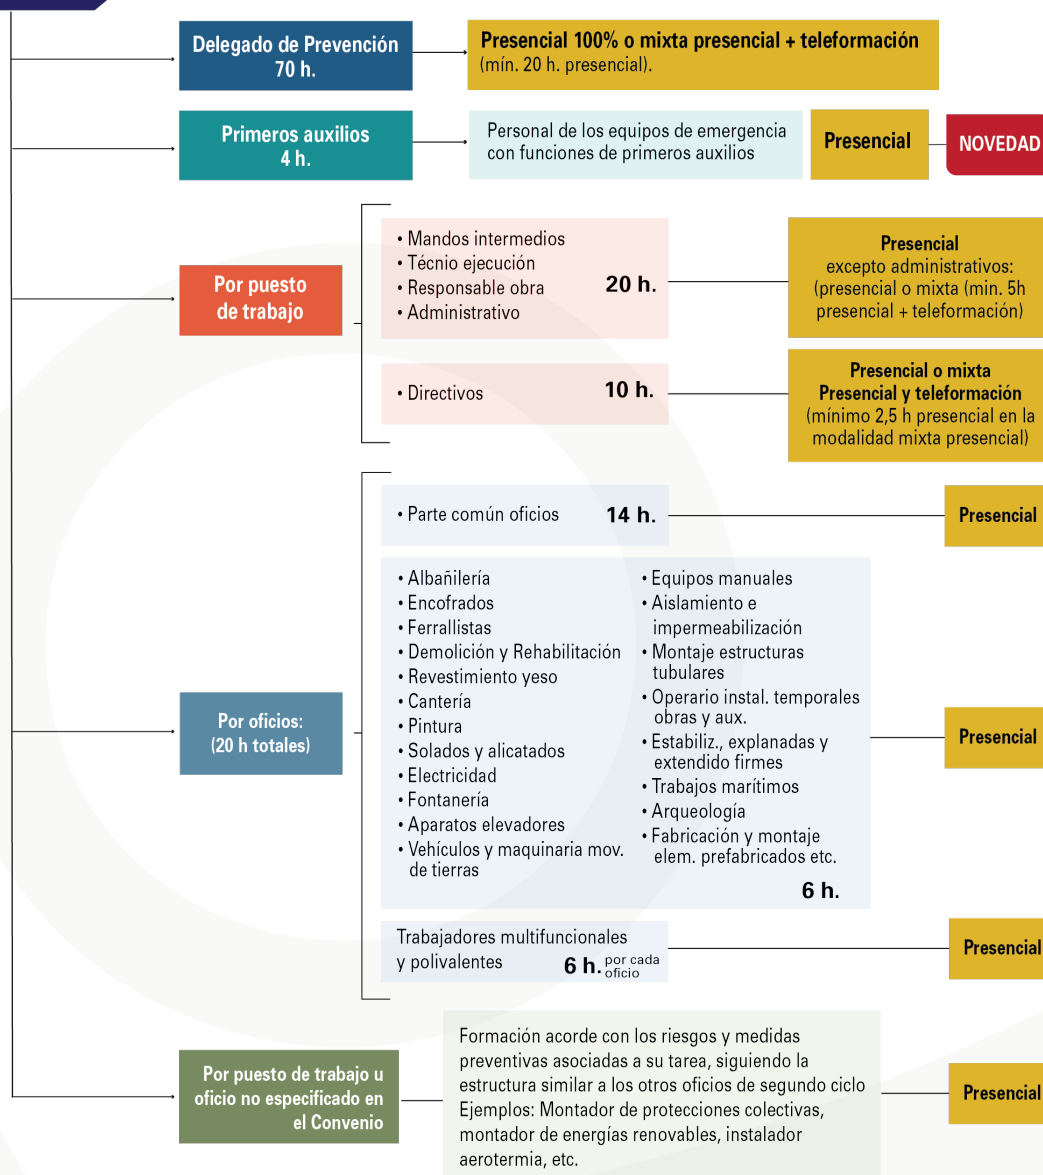 Delegado de Prevención
70 h.
Presencial 100% o mixta presencial + teleformación
(mín. 20 h. presencial).
Primeros auxilios
4 h.
Personal de los equipos de emergencia
con funciones de primeros auxilios
Presencial
NOVEDAD
Por puesto
de trabajo
• Mandos intermedios
• Técnio ejecución
• Responsable obra
• Administrativo
20 h.
Presencial
excepto administrativos:
(presencial o mixta (min. 5h
presencial + teleformación)
• Directivos
10 h.
Presencial o mixta
Presencial y teleformación
(mínimo 2,5 h presencial en la
modalidad mixta presencial)
Por oficios:
(20 h totales)
• Parte común oficios
14 h.
Presencial
• Albañilería
• Encofrados
• Ferrallistas
• Demolición y Rehabilitación
• Revestimiento yeso
• Cantería
• Pintura
• Solados y alicatados
• Electricidad
• Fontanería
• Aparatos elevadores
• Vehículos y maquinaria mov.
de tierras
• Equipos manuales
• Aislamiento e
impermeabilización
• Montaje estructuras
tubulares
• Operario instal. temporales
obras y aux.
• Estabiliz., explanadas y
extendido firmes
• Trabajos marítimos
• Arqueología
• Fabricación y montaje
elem. prefabricados etc.
6 h.
Presencial
Trabajadores multifuncionales
y polivalentes
6 h. por cada
oficio
Presencial
Por puesto de trabajo u
oficio no especificado en
el Convenio
Formación acorde con los riesgos y medidas
preventivas asociadas a su tarea, siguiendo la
estructura similar a los otros oficios de segundo ciclo
Ejemplos: Montador de protecciones colectivas,
montador de energías renovables, instalador
aerotermia, etc.
Presencial